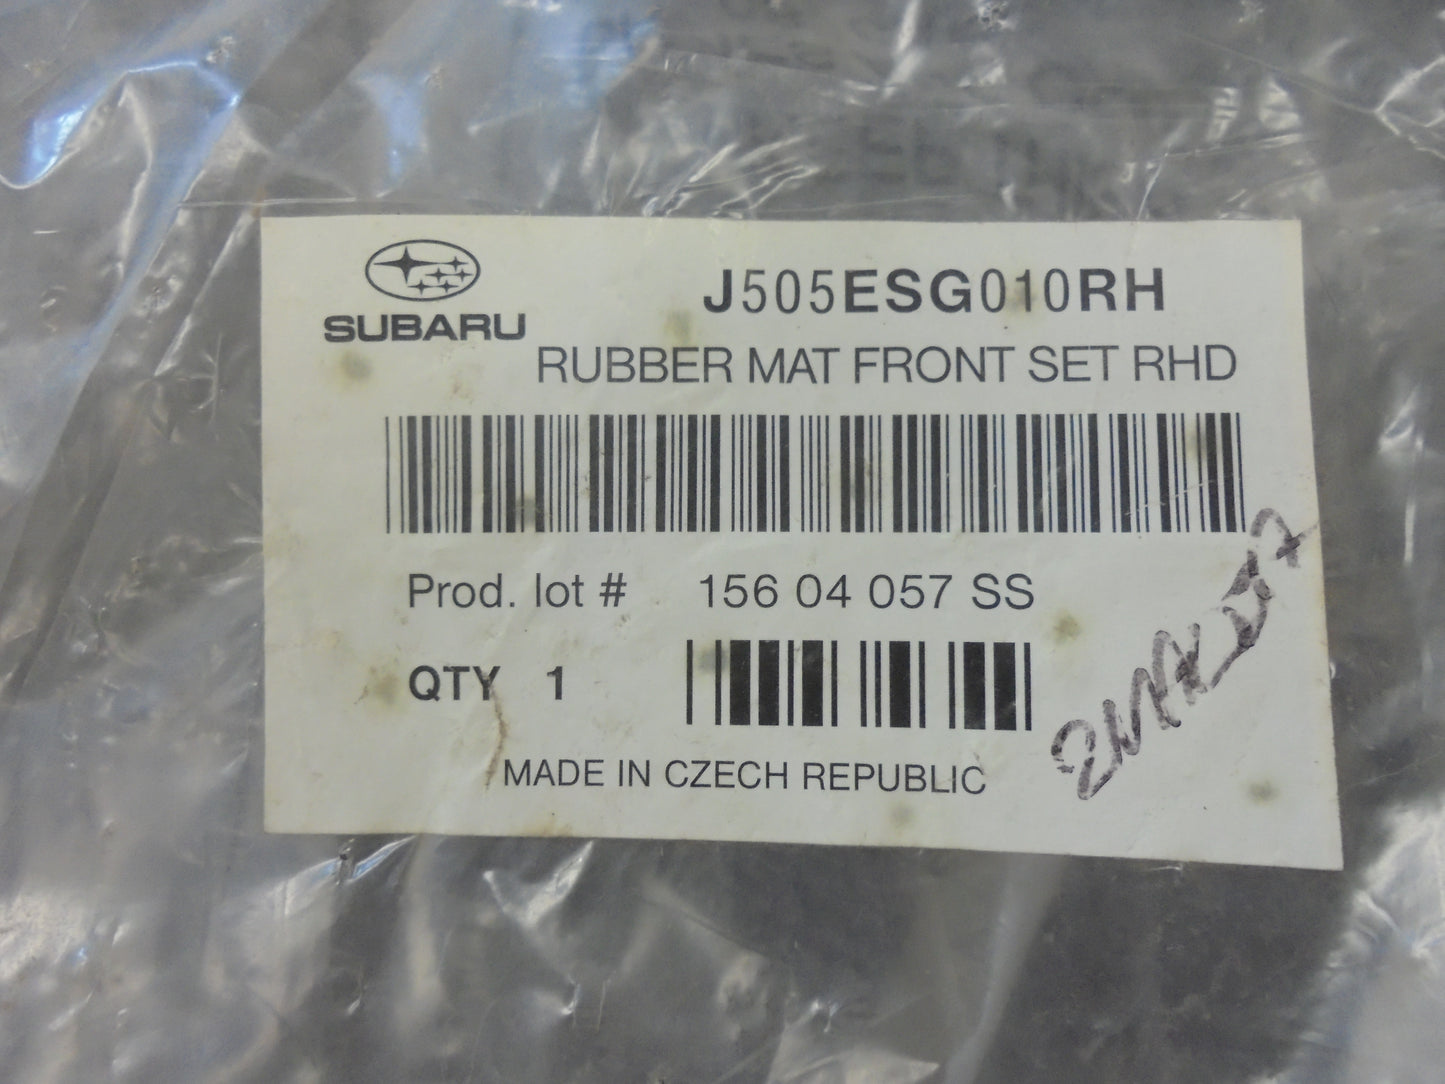 SUBARU
J505ESG010RH
RUBBER MAT FRONT SET RHD
Prod. lot # 156 04 057 SS
QTY 1
MADE IN CZECH REPUBLIC